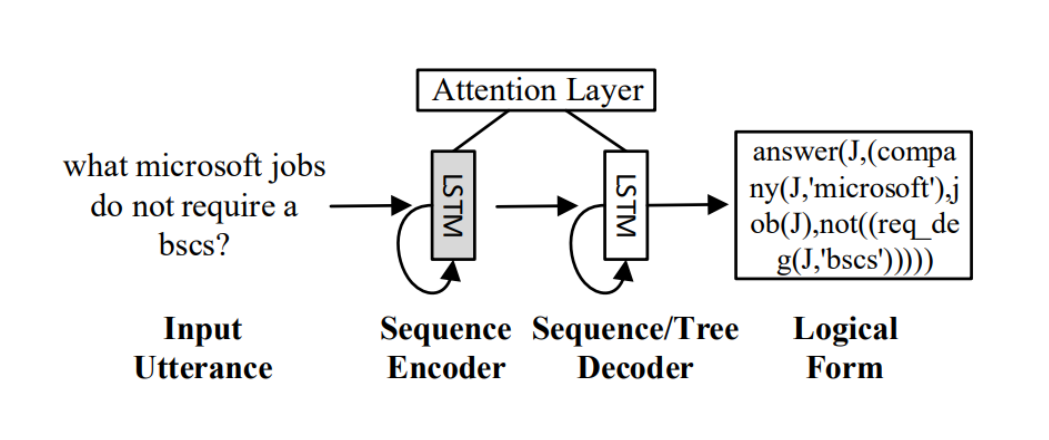 Attention Layer
what microsoft jobs
do not require a
bscs?
LSTM
LSTM
answer(J,(compa
ny(J,'microsoft'),j
ob(J),not((req_de
g(J,'bscs')))))
Input
Utterance
Sequence
Encoder
Sequence/Tree
Decoder
Logical
Form